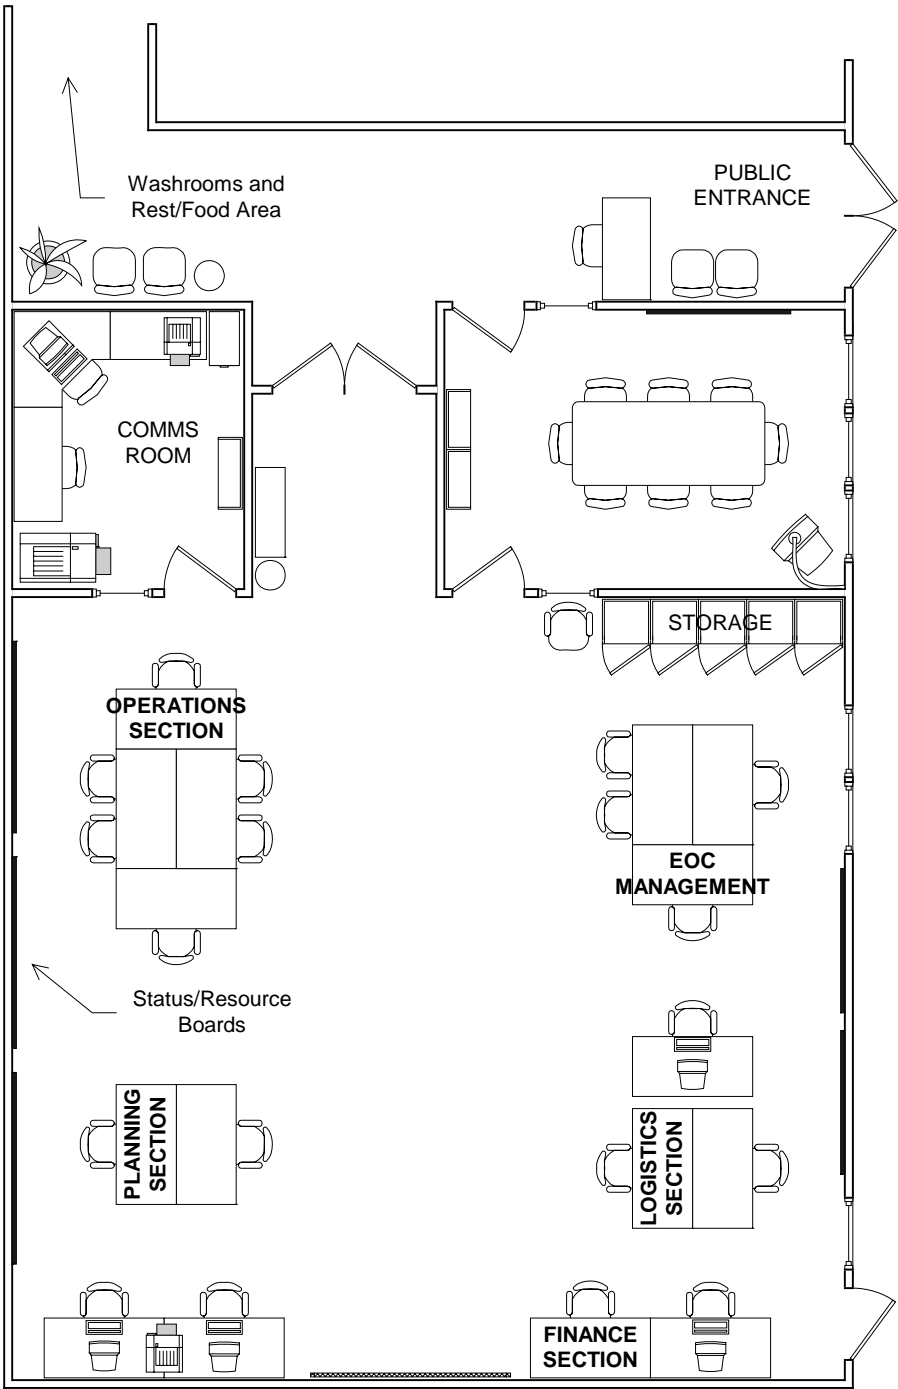 PUBLIC
ENTRANCE
Washrooms and
Rest/Food Area
COMMS
ROOM
STORAGE
OPERATIONS
SECTION
EOC
MANAGEMENT
Status/Resource
Boards
PLANNING
SECTION
LOGISTICS
SECTION
FINANCE
SECTION